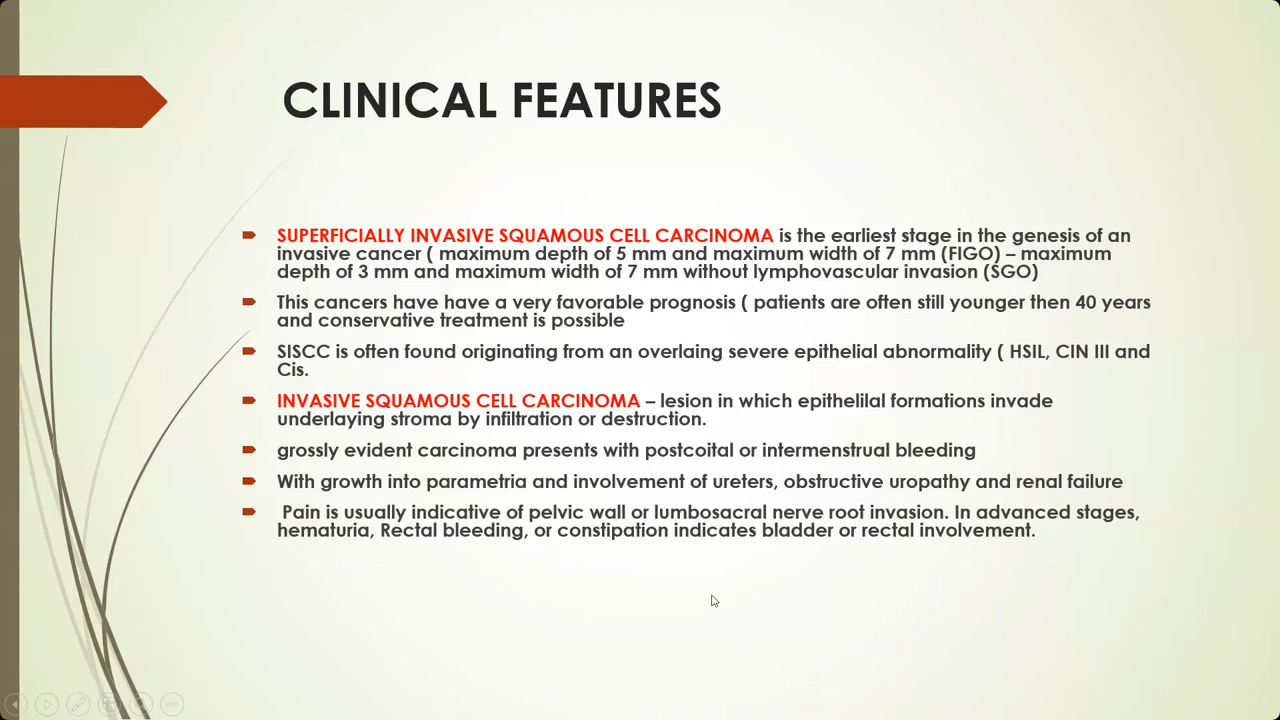 CLINICAL FEATURES
SUPERFICIALLY INVASIVE SQUAMOUS CELL CARCINOMA is the earliest stage in the genesis of an
invasive cancer ( maximum depth of 5 mm and maximum width of 7 mm (FIGO) – maximum
depth of 3 mm and maximum width of 7 mm without lymphovascular invasion (SGO)
This cancers have have a very favorable prognosis ( patients are often still younger then 40 years
and conservative treatment is possible
SISCC is often found originating from an overlaing severe epithelial abnormality ( HSIL, CIN III and
Cis.
INVASIVE SQUAMOUS CELL CARCINOMA – lesion in which epithelilal formations invade
underlaying stroma by infiltration or destruction.
grossly evident carcinoma presents with postcoital or intermenstrual bleeding
With growth into parametria and involvement of ureters, obstructive uropathy and renal failure
Pain is usually indicative of pelvic wall or lumbosacral nerve root invasion. In advanced stages,
hematuria, Rectal bleeding, or constipation indicates bladder or rectal involvement.